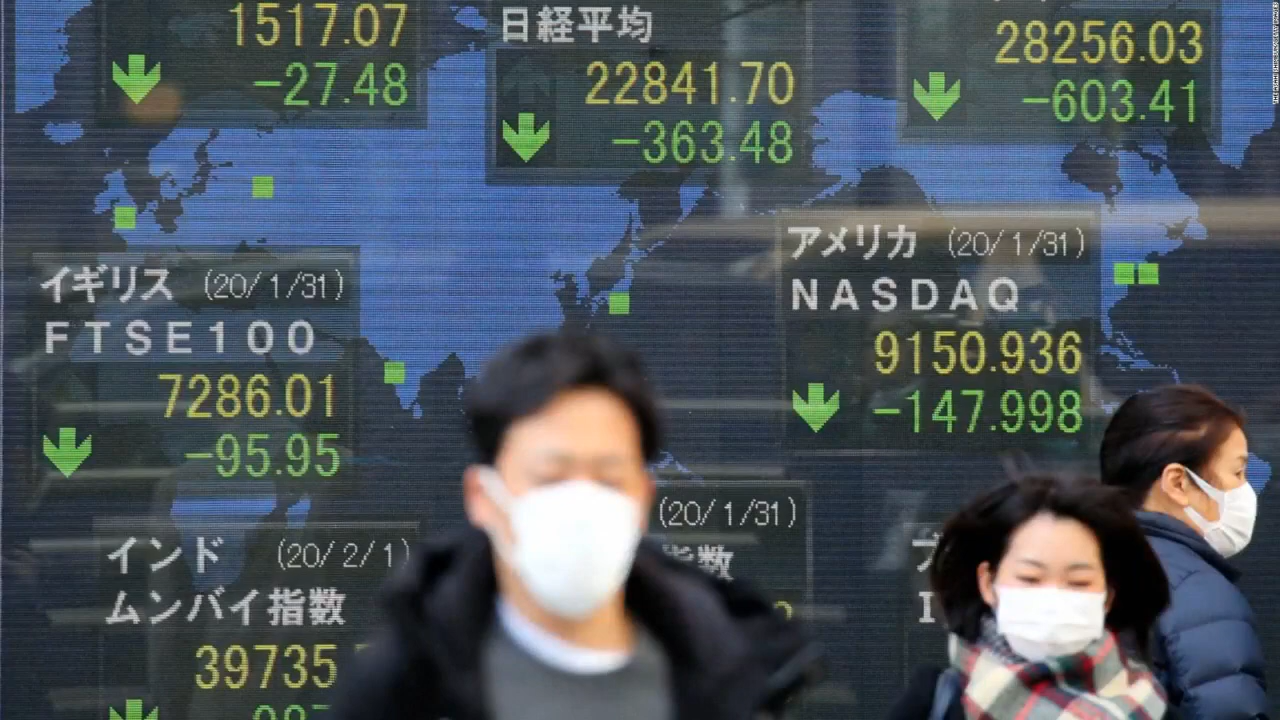 1517.07
-27.48
日経平均
22841.70
-363.48
28256.03
-603.41
イギリス (20/1/31)
FTSE100
7286.01
-95.95
アメリカ (20/1/31)
NASDAQ
9150.936
-147.998
(20/1/31)
指数
インド (20/2/1)
ムンバイ指数
39735